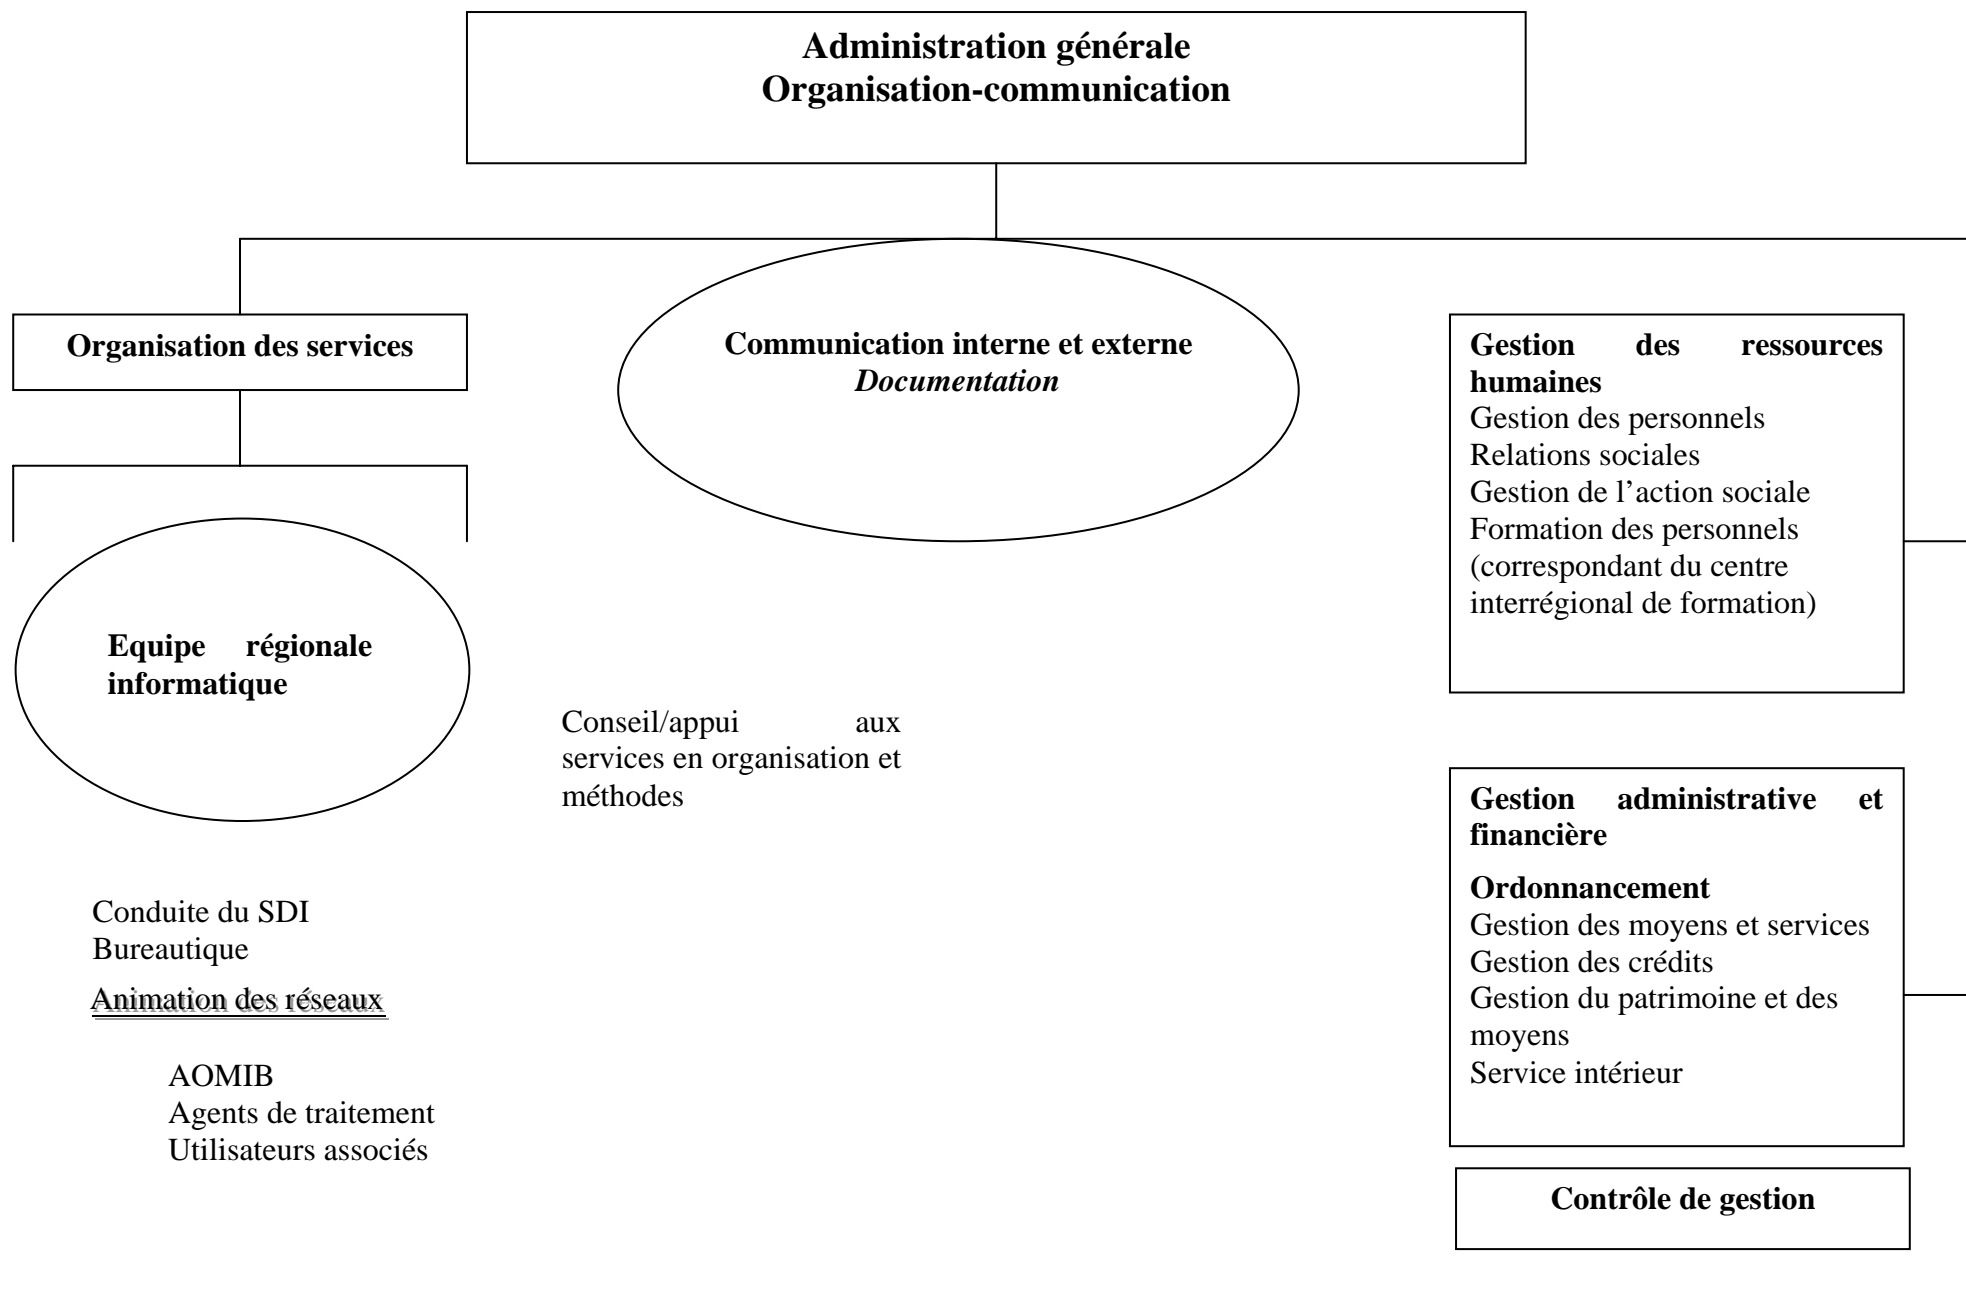 Administration générale
Organisation-communication
Organisation des services
Communication interne et externe
Documentation
Gestion des ressources
humaines
Gestion des personnels
Relations sociales
Gestion de l’action sociale
Formation des personnels
(correspondant du centre
interrégional de formation)
Equipe régionale
informatique
Conseil/appui aux
services en organisation et
méthodes
Gestion administrative et
financière
Ordonnancement
Gestion des moyens et services
Gestion des crédits
Gestion du patrimoine et des
moyens
Service intérieur
Conduite du SDI
Bureautique
Animation des réseaux
AOMIB
Agents de traitement
Utilisateurs associés
Contrôle de gestion